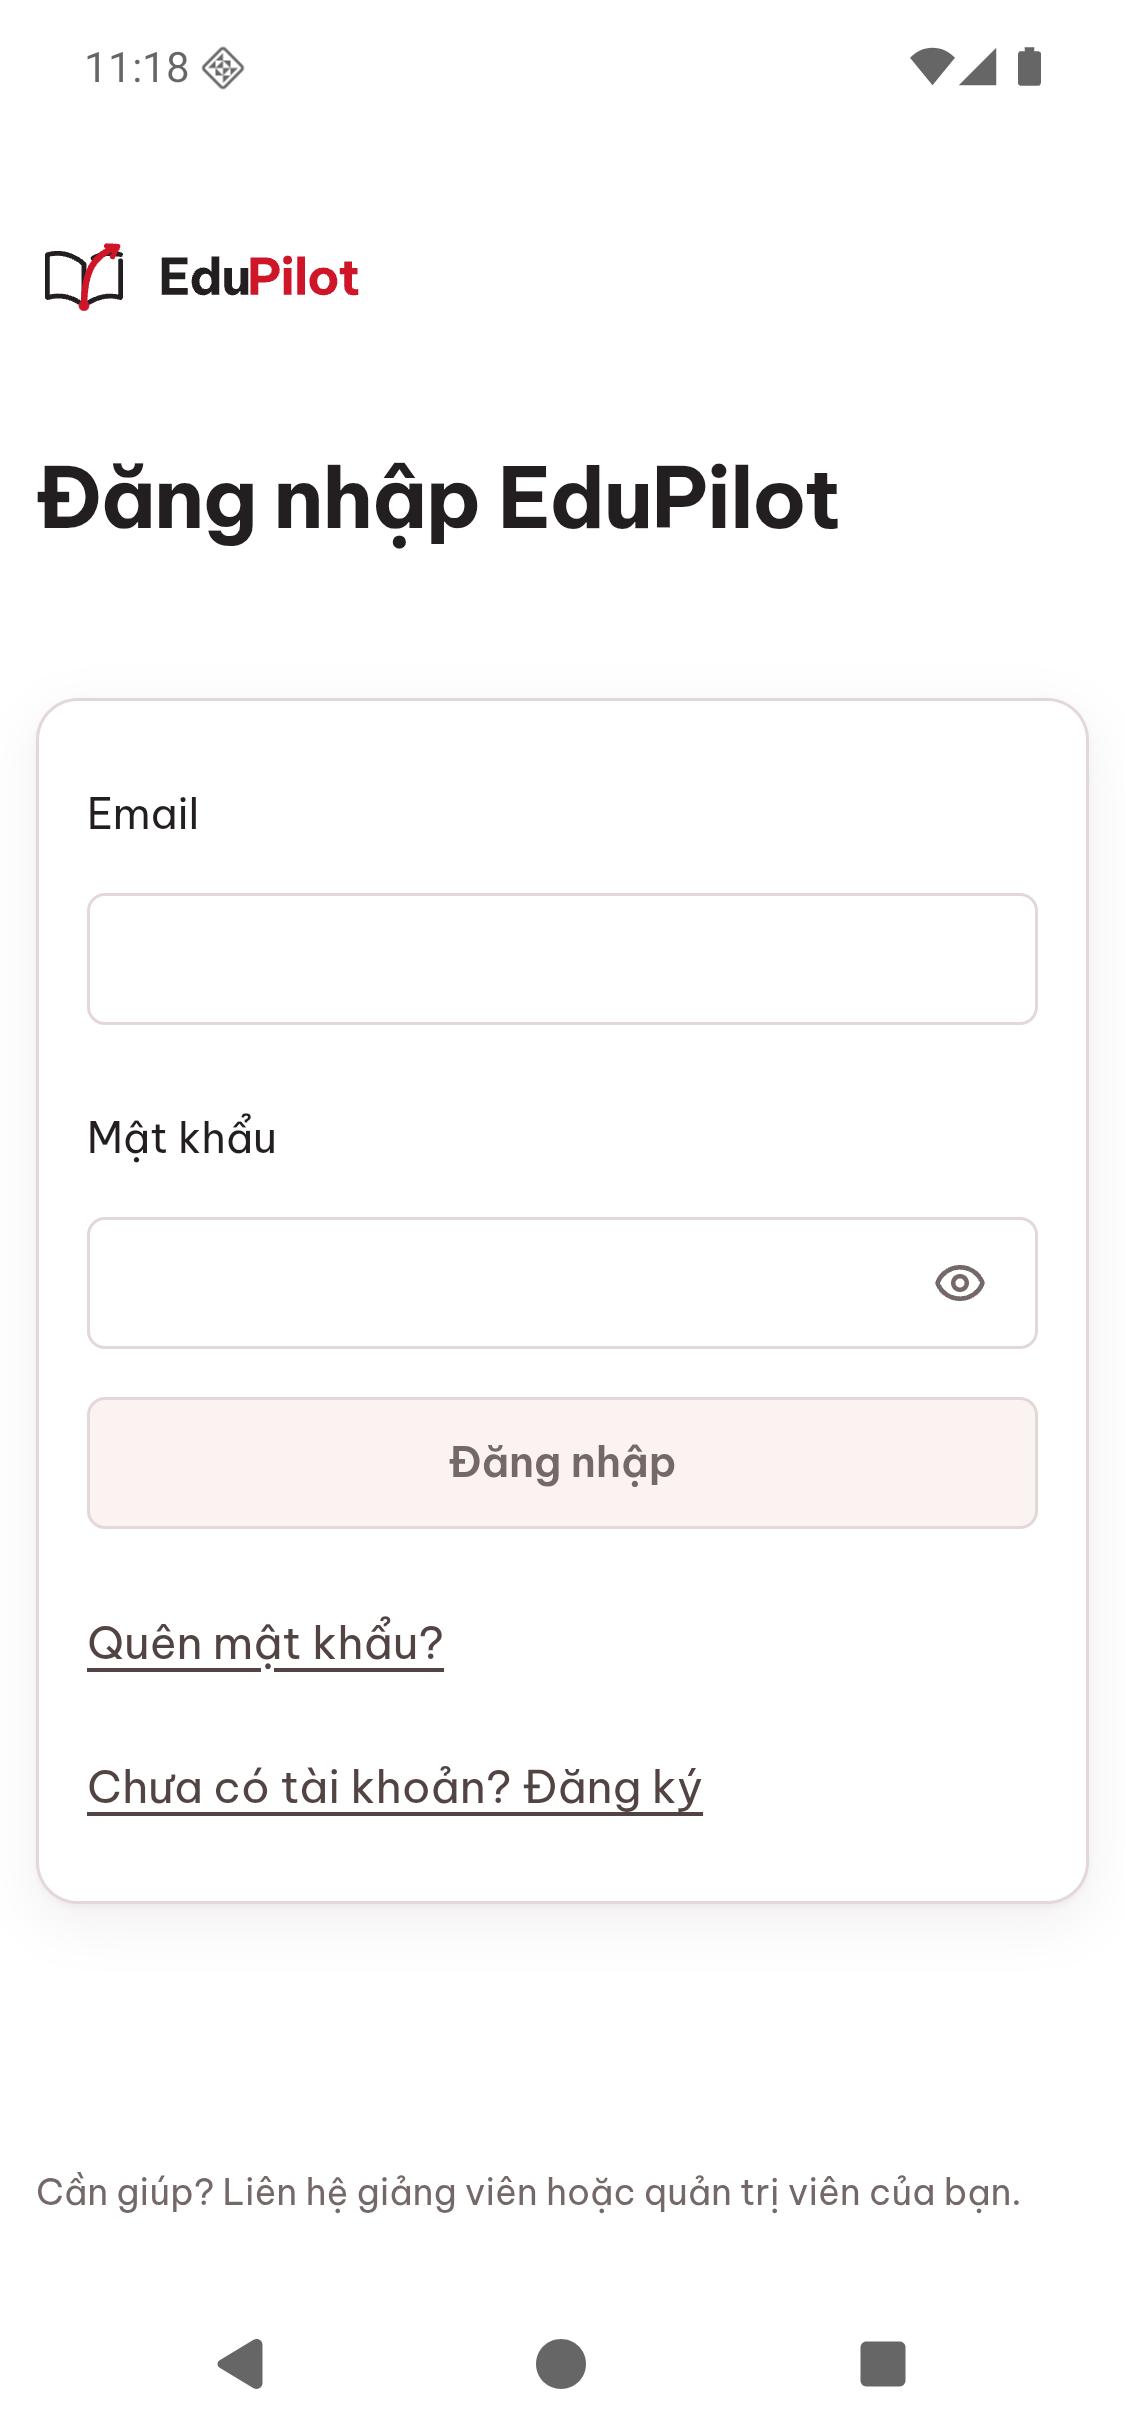 11:18
EduPilot
Đăng nhập EduPilot
Email
Mật khẩu
Đăng nhập
Quên mật khẩu?
Chưa có tài khoản? Đăng ký
Cần giúp? Liên hệ giảng viên hoặc quản trị viên của bạn.